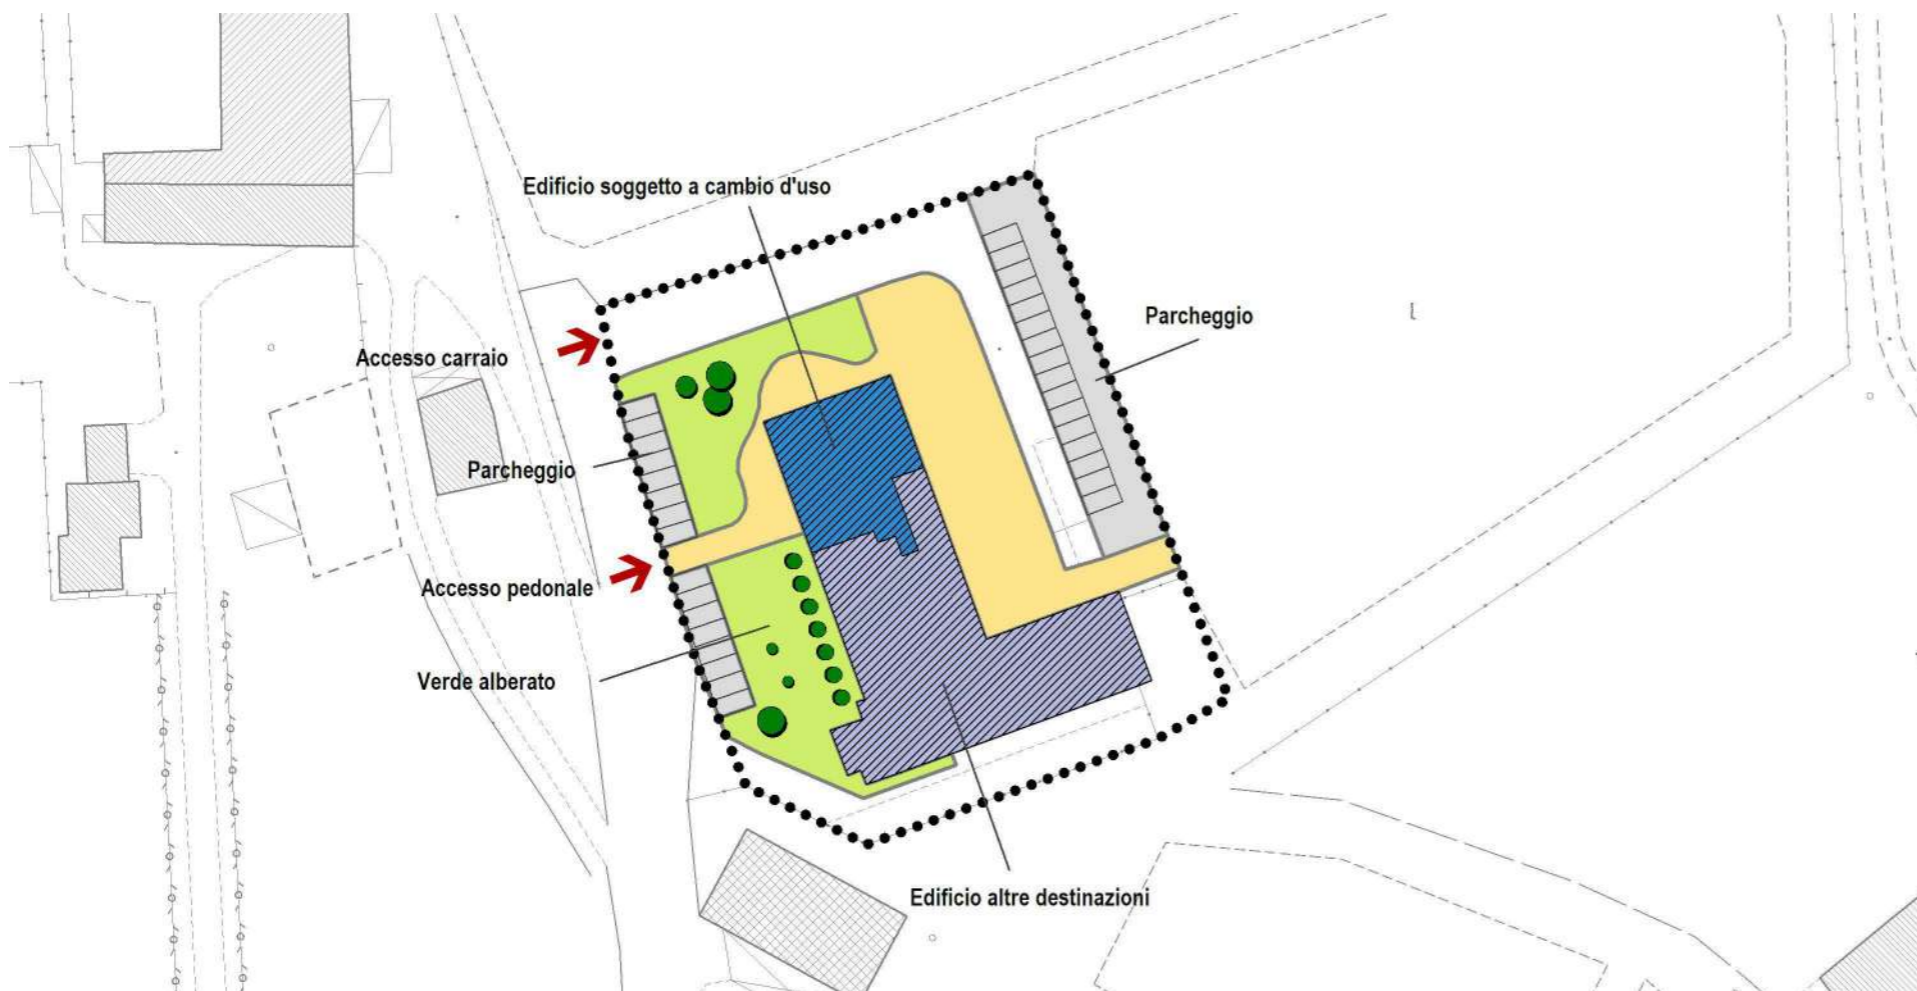 Edificio soggetto a cambio d'uso
Parcheggio
Accesso carraio
Parcheggio
Accesso pedonale
Verde alberato
Edificio altre destinazioni